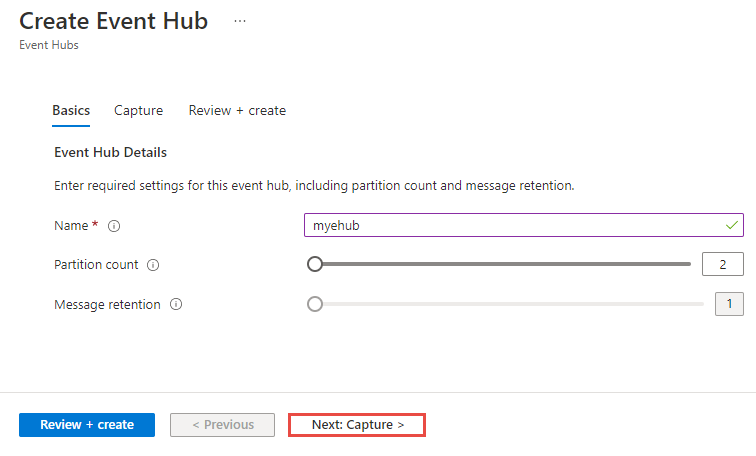 Create Event Hub ...
Event Hubs
Basics Capture Review + create
Event Hub Details
Enter required settings for this event hub, including partition count and message retention.
Name * myehub
Partition count 2
Message retention 1
Review + create < Previous Next: Capture >